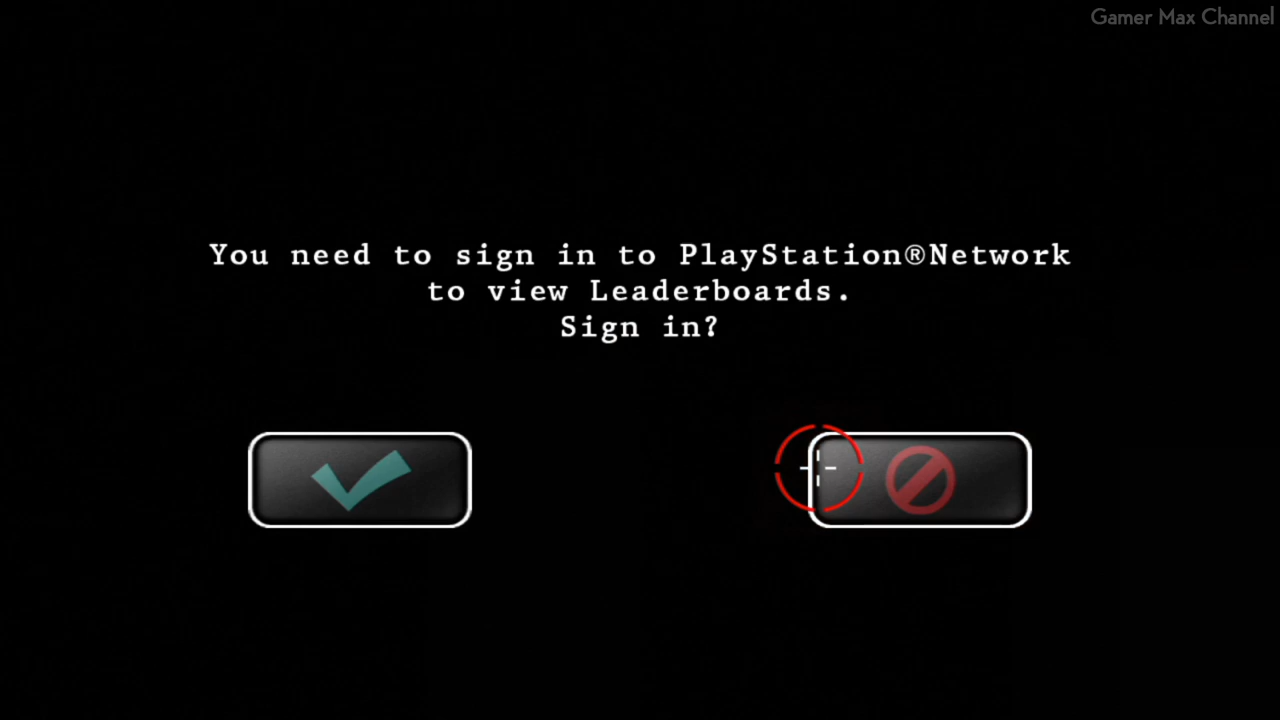 Gamer Max Channel
You need to sign in to PlayStation®Network
to view Leaderboards.
Sign in?